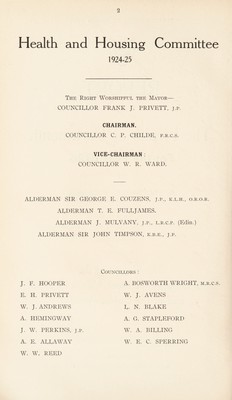 2
Health and Housing Committee
1924-25
The Right Worshipful the Mayor—
COUNCILLOR FRANK J. PRIVETT, J.P.
CHAIRMAN.
COUNCILLOR C. P. CHILDE, F.R.C.S.
VICE-CHAIRMAN:
COUNCILLOR W. R. WARD.
ALDERMAN SIR GEORGE E. COUZENS, J.P., K.L.H., O.K.O.B.
ALDERMAN T. E. FULLJAMES.
ALDERMAN J. MULVANY, J.P., L.R.C.P. (Edin.)
ALDERMAN SIR JOHN TIMPSON, K.B.E., J.P.
Councillors:
J. F. HOOPER
E. H. PRIVETT
W. J. ANDREWS
A. HEMINGWAY
J. W. PERKINS, J.P.
A. E. ALLAWAY
W. W. REED
A. BOSWORTH WRIGHT, M.R.C.S.
W. J. AVENS
L. N. BLAKE
A. G. STAPLEFORD
W. A. BILLING
W. E. C. SPERRING